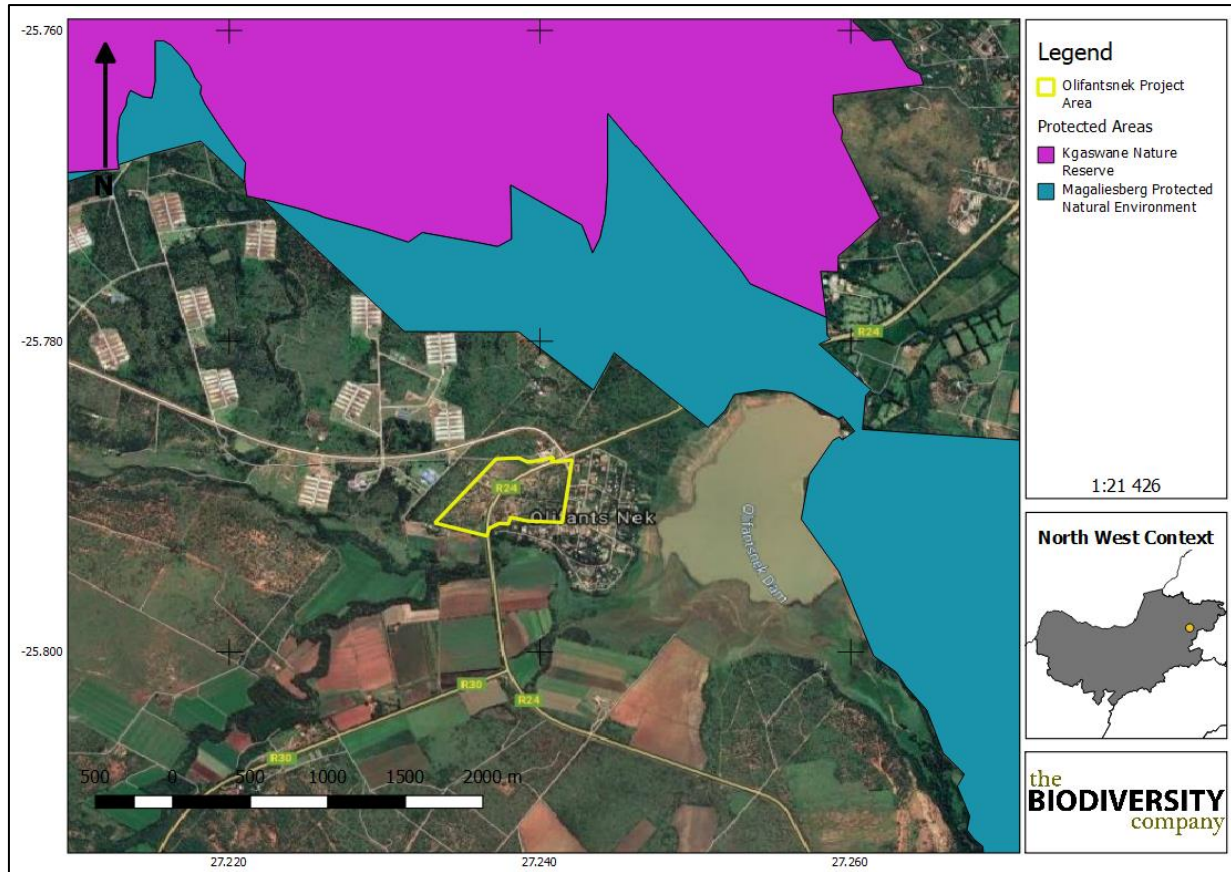 -25.760
-25.780
-25.800
27.220
27.240
27.260
N
R24
R24
Olifants Nek
Olifantsnek Dam
R30
R24
R30
500 0 500 1000 1500 2000 m
Legend
Olifantsnek Project
Area
Protected Areas
Kgaswane Nature
Reserve
Magaliesberg Protected
Natural Environment
1:21 426
North West Context
the
BIODIVERSITY
company